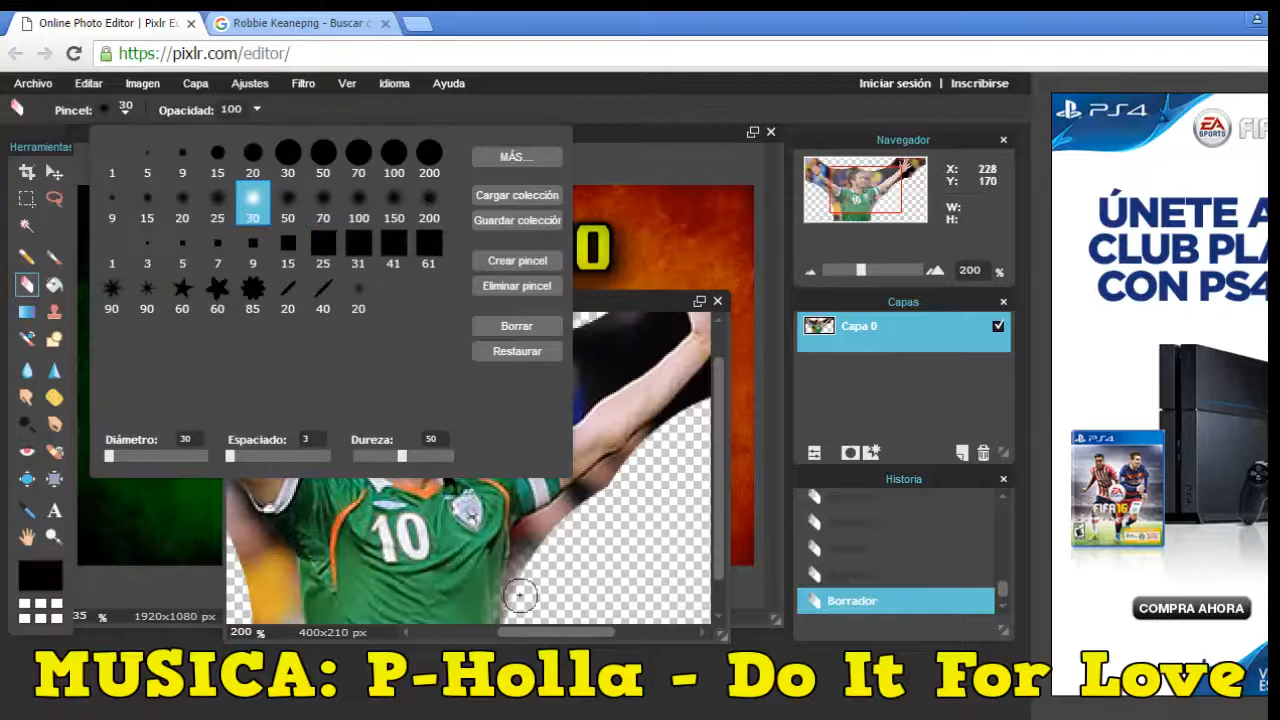 Online Photo Editor | Pixlr Ec
Robbie Keanepng - Buscar c
https://pixlr.com/editor/
Archivo Editar Imagen Capa Ajustes Filtro Ver Idioma Ayuda
Iniciar sesión | Inscribirse
Pincel: 30 Opacidad: 100
Herramientas
1 5 9 15 20 30 50 70 100 200
9 15 20 25 30 50 70 100 150 200
1 3 5 7 9 15 25 31 41 61
90 90 60 60 85 20 40 20
MÁS...
Cargar colección
Guardar colección
Crear pincel
Eliminar pincel
Borrar
Restaurar
Diámetro: 30 Espaciado: 3 Dureza: 50
O
10
35 % 1920x1080 px
200 % 400x210 px
Navegador
X: 228
Y: 170
W:
H:
200 %
Capas
Capa 0
Historia
Borrador
PS4
EA SPORTS FIF
ÚNETE A
CLUB PLA
CON PS4
PS4
FIFA 16
COMPRA AHORA
MUSICA: P-Holla - Do It For Love